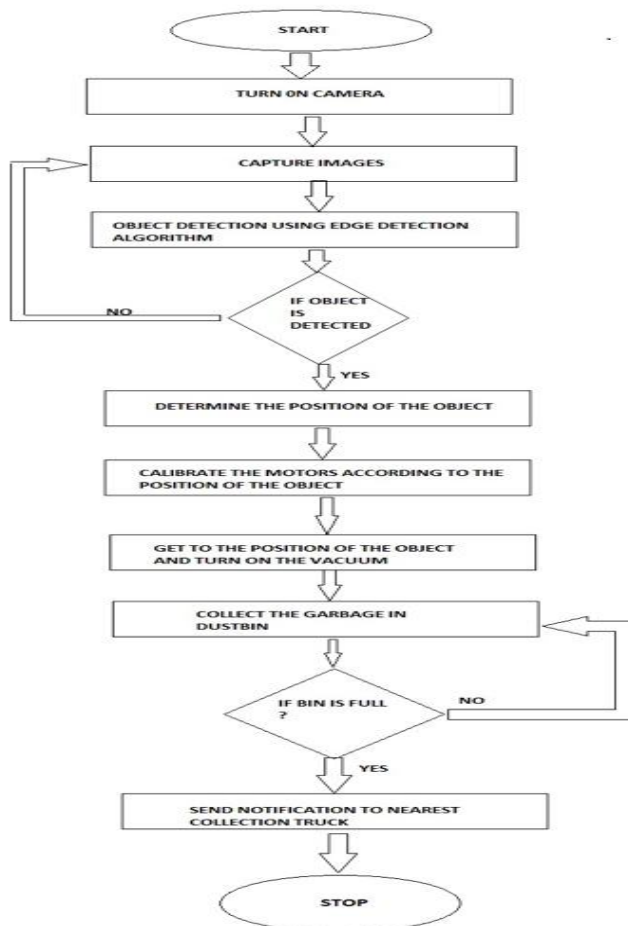 START
TURN 0N CAMERA
CAPTURE IMAGES
OBJECT DETECTION USING EDGE DETECTION
ALGORITHM
IF OBJECT
IS
DETECTED
NO
YES
DETERMINE THE POSITION OF THE OBJECT
CALIBRATE THE MOTORS ACCORDING TO THE
POSITION OF THE OBJECT
GET TO THE POSITION OF THE OBJECT
AND TURN ON THE VACUUM
COLLECT THE GARBAGE IN
DUSTBIN
IF BIN IS FULL
?
NO
YES
SEND NOTIFICATION TO NEAREST
COLLECTION TRUCK
STOP